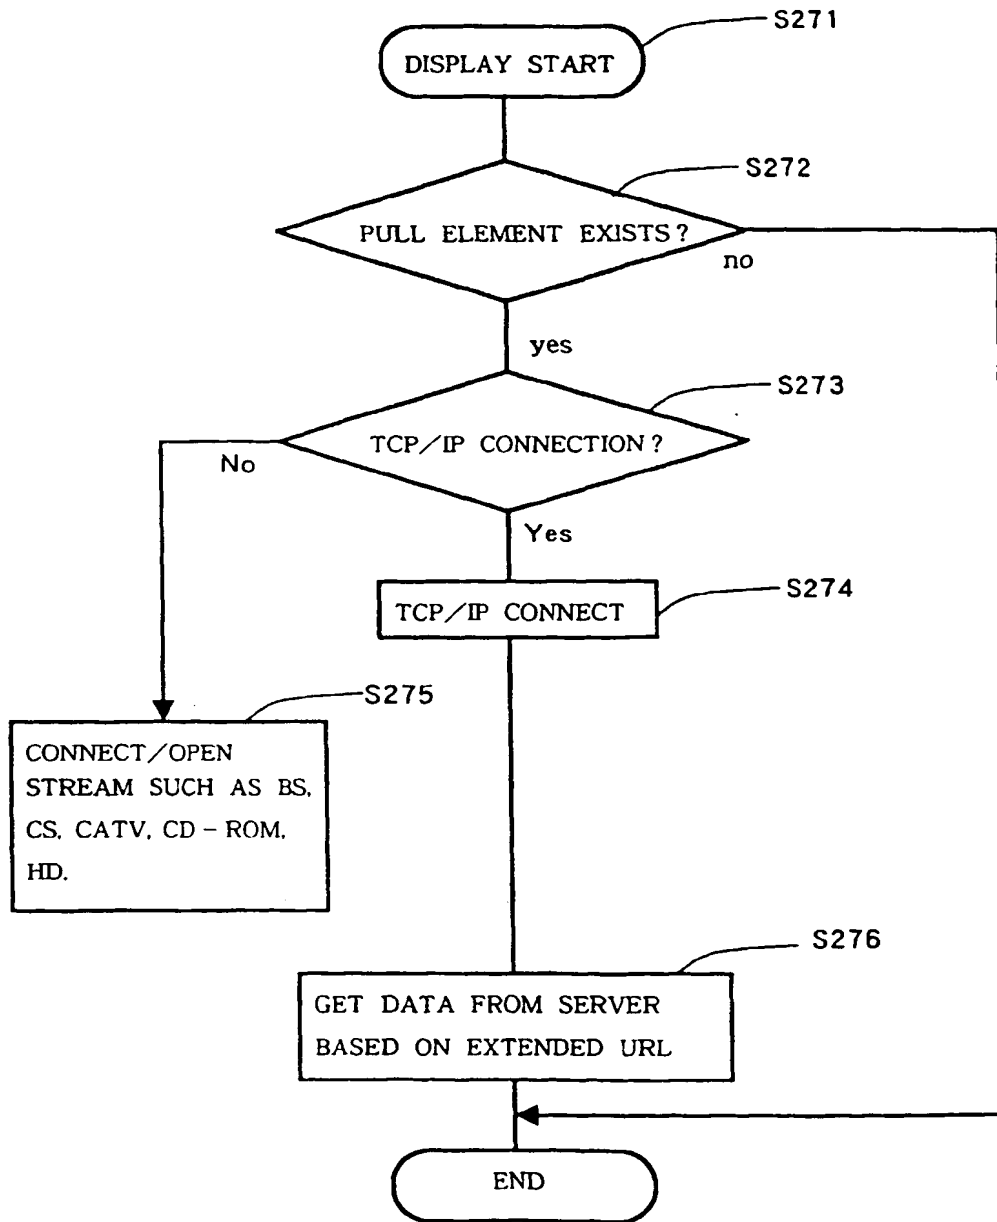 S271
DISPLAY START
S272
PULL ELEMENT EXISTS?
no
yes
S273
TCP/IP CONNECTION?
No
Yes
S274
TCP/IP CONNECT
S275
CONNECT/OPEN
STREAM SUCH AS BS,
CS, CATV, CD-ROM,
HD.
S276
GET DATA FROM SERVER
BASED ON EXTENDED URL
END